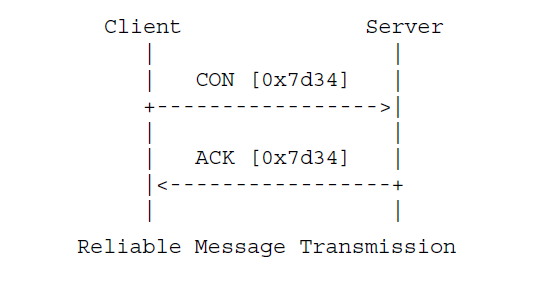 Client Server
CON [0x7d34]
ACK [0x7d34]
Reliable Message Transmission